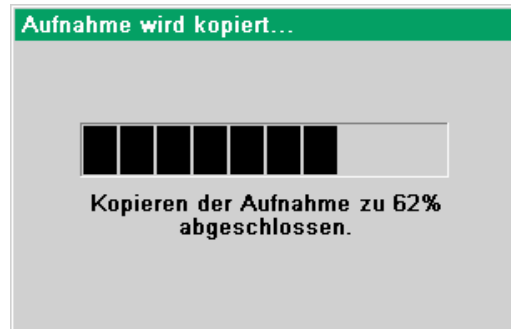 Aufnahme wird kopiert...
Kopieren der Aufnahme zu 62%
abgeschlossen.